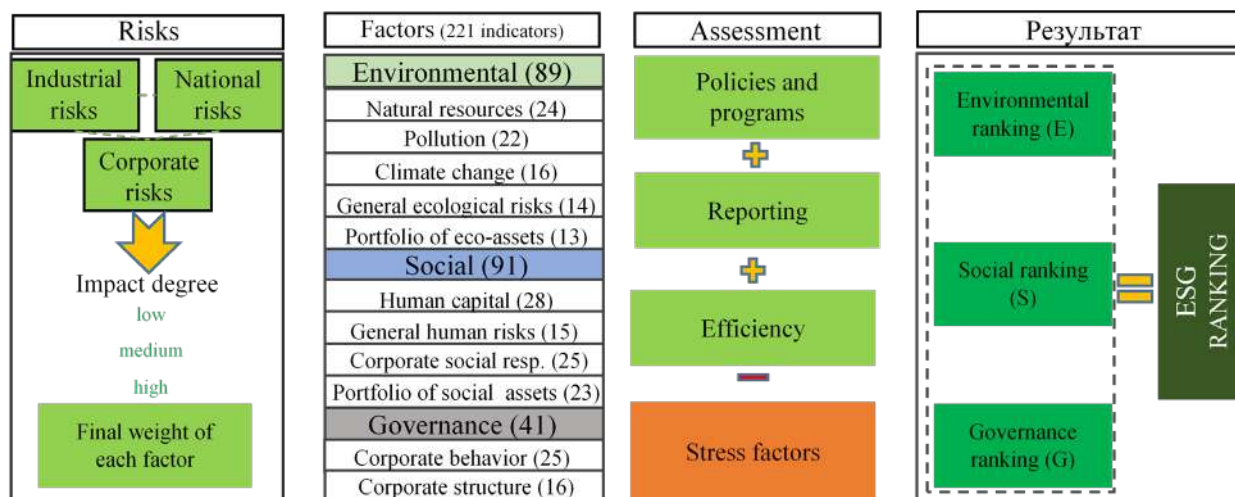 Risks
Industrial
risks
National
risks
Corporate
risks
Impact degree
low
medium
high
Final weight of
each factor
Factors (221 indicators)
Environmental (89)
Natural resources (24)
Pollution (22)
Climate change (16)
General ecological risks (14)
Portfolio of eco-assets (13)
Social (91)
Human capital (28)
General human risks (15)
Corporate social resp. (25)
Portfolio of social assets (23)
Governance (41)
Corporate behavior (25)
Corporate structure (16)
Assessment
Policies and
programs
Reporting
Efficiency
Stress factors
Результат
Environmental
ranking (E)
Social ranking
(S)
Governance
ranking (G)
ESG
RANKING